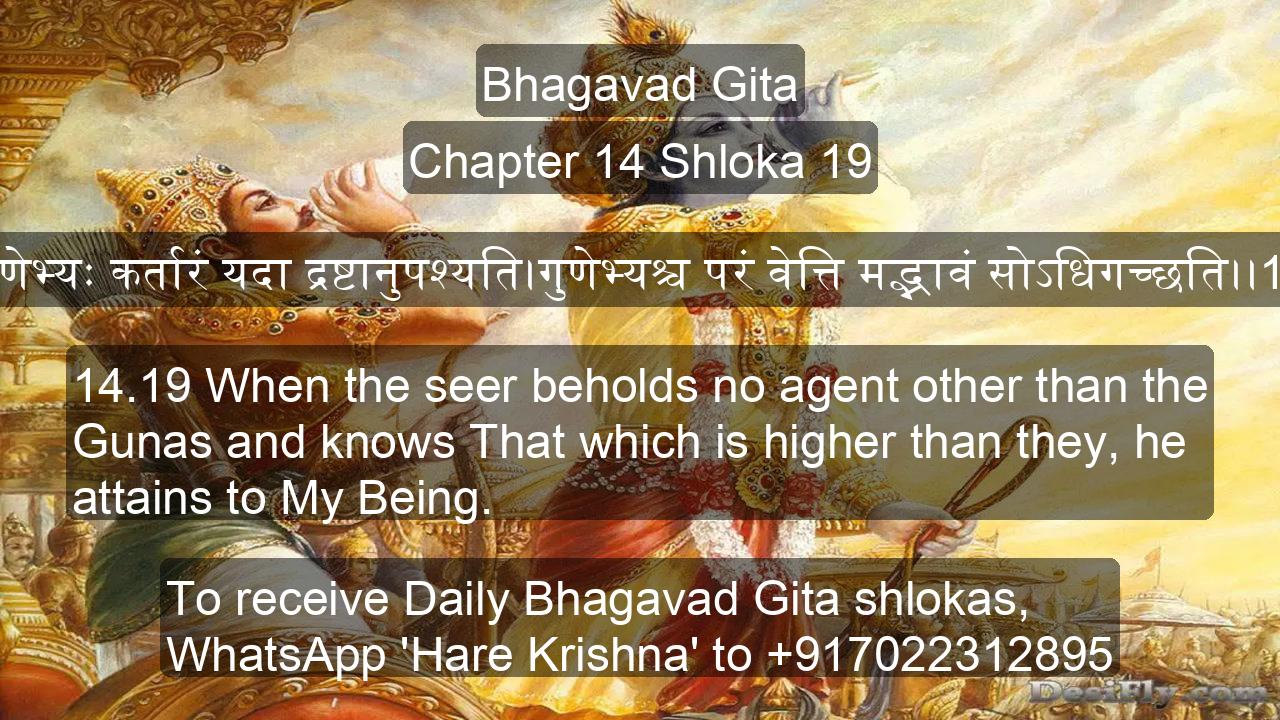 Bhagavad Gita
Chapter 14 Shloka 19
णेभ्यः कर्तारं यदा द्रष्टानुपश्यति।गुणेभ्यश्च परं वेत्ति मद्भावं सोऽधिगच्छति।।1
14.19 When the seer beholds no agent other than the
Gunas and knows That which is higher than they, he
attains to My Being.
To receive Daily Bhagavad Gita shlokas,
WhatsApp 'Hare Krishna' to +917022312895
DesiFly.com